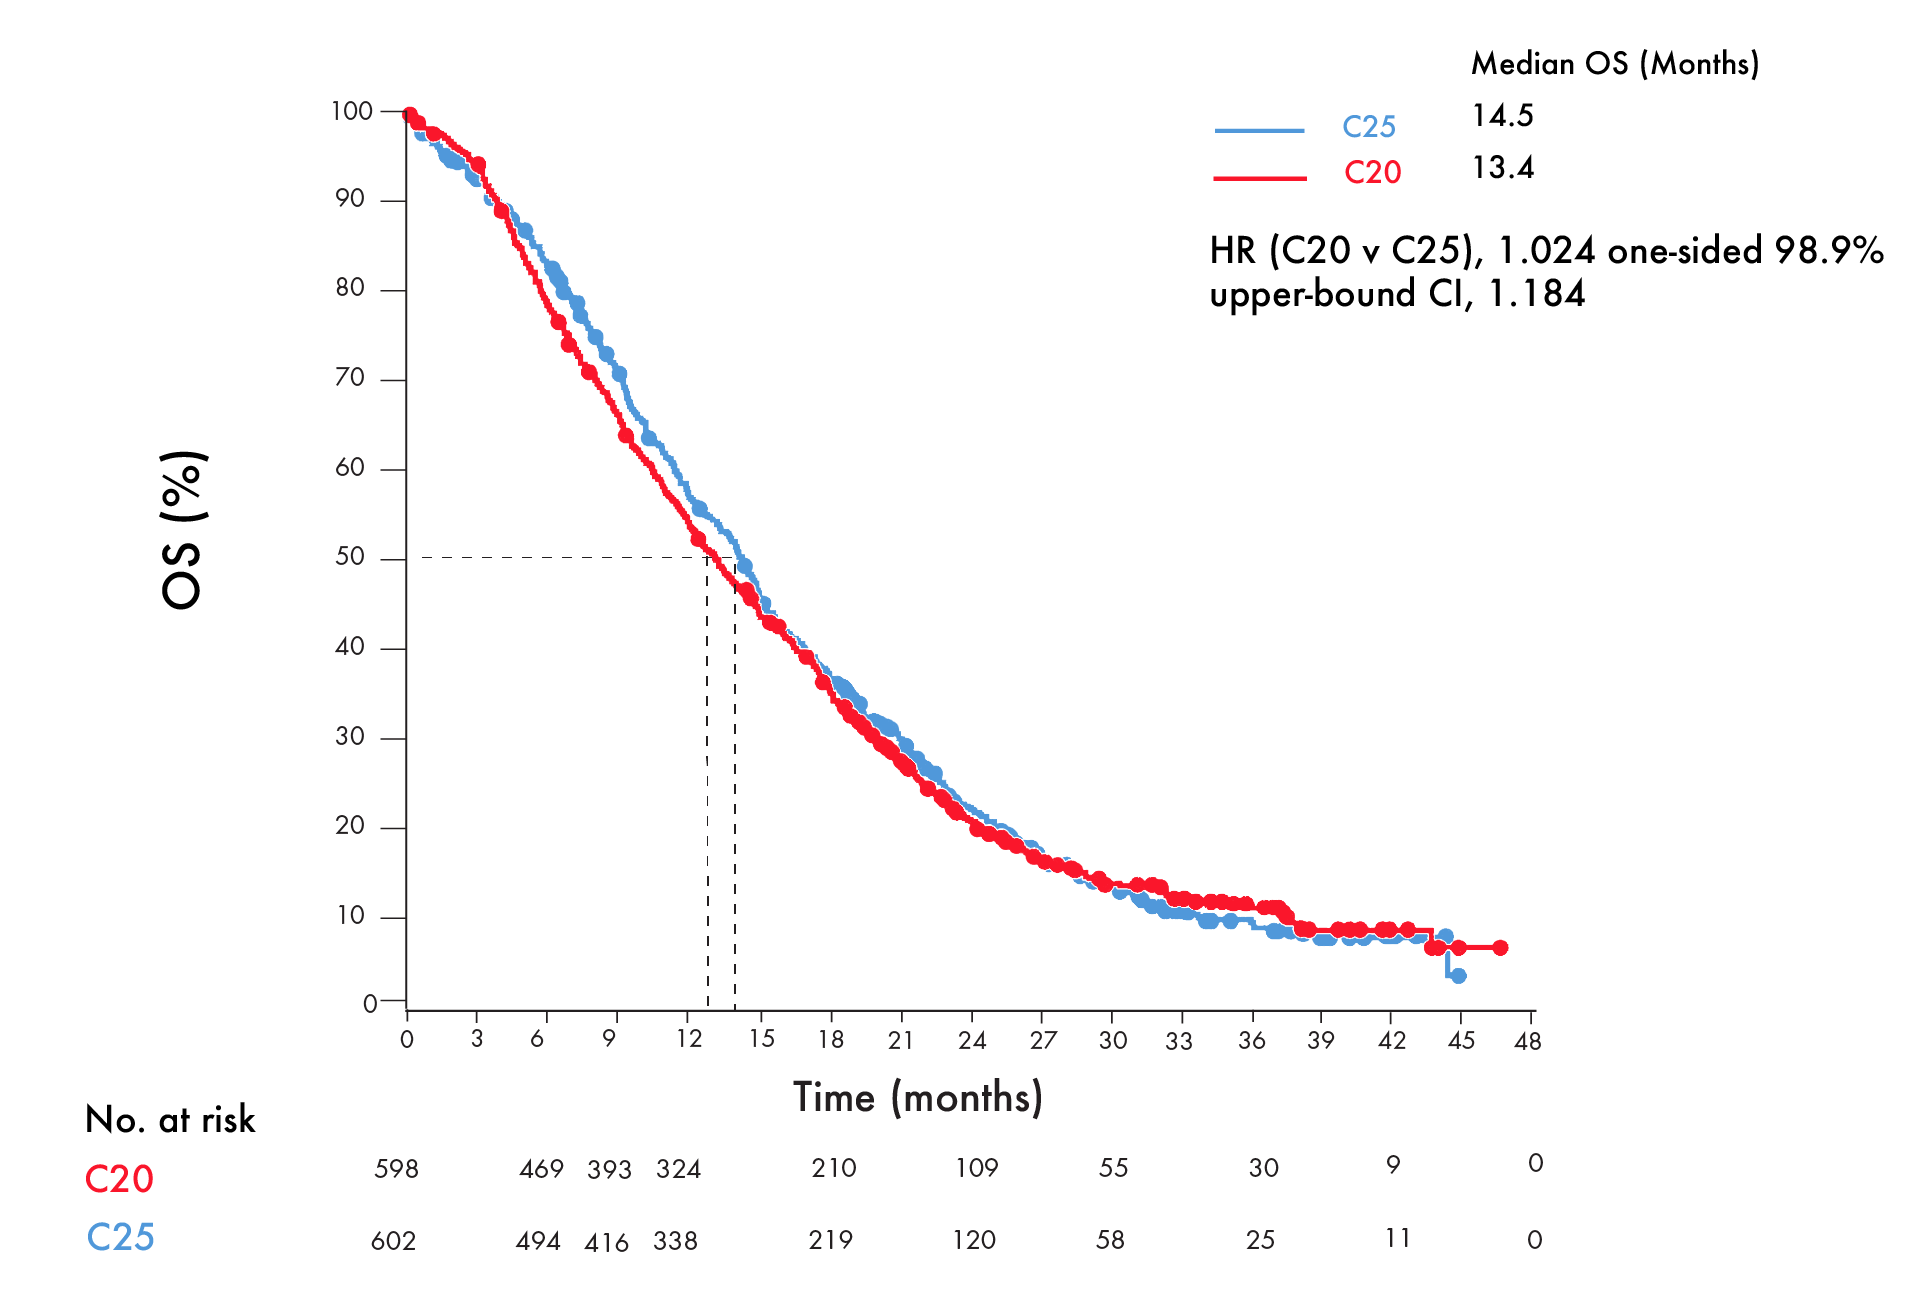 Median OS (Months)
C25 14.5
C20 13.4
HR (C20 v C25), 1.024 one-sided 98.9%
upper-bound CI, 1.184
OS (%)
100
90
80
70
60
50
40
30
20
10
0
0 3 6 9 12 15 18 21 24 27 30 33 36 39 42 45 48
Time (months)
No. at risk
C20 598 469 393 324 210 109 55 30 9 0
C25 602 494 416 338 219 120 58 25 11 0